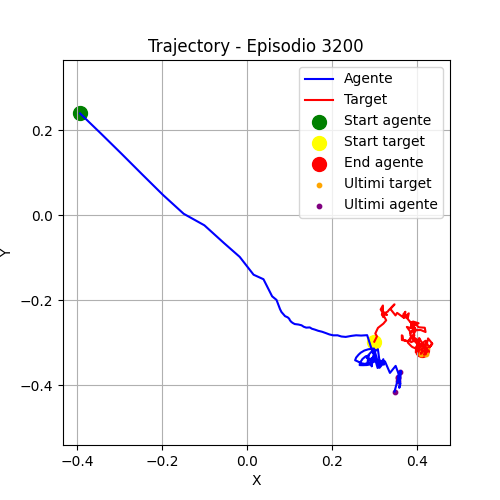 Trajectory - Episodio 3200
Agente
Target
Start agente
Start target
End agente
Ultimi target
Ultimi agente
Y
0.2
0.0
−0.2
−0.4
−0.4
−0.2
0.0
0.2
0.4
X